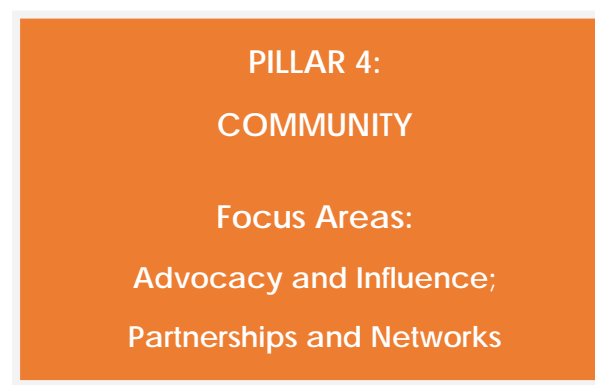 PILLAR 4:
COMMUNITY
Focus Areas:
Advocacy and Influence;
Partnerships and Networks